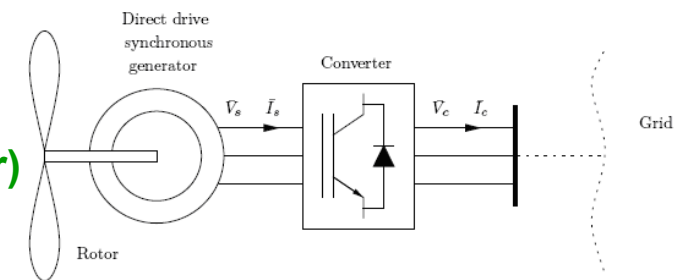 Direct drive
synchronous
generator
Converter
V̄s Īs
V̄c Īc
Grid
r)
Rotor